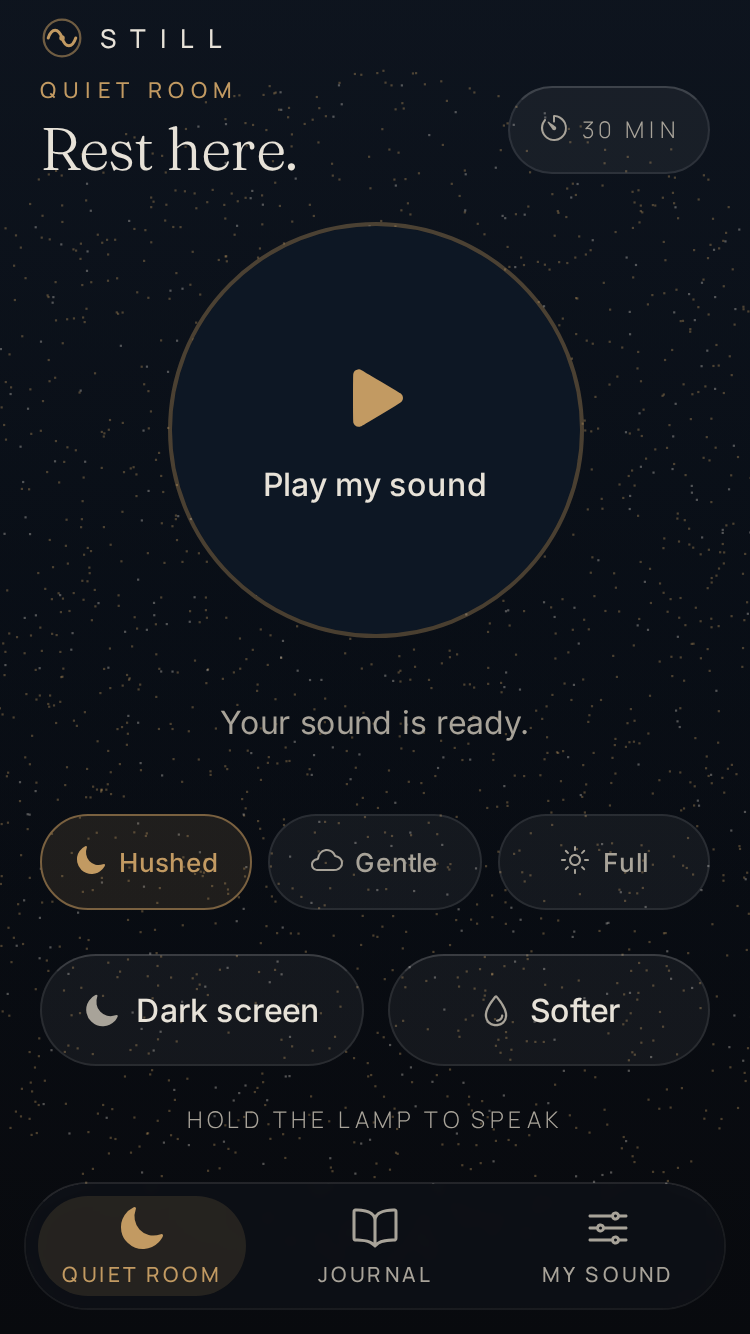 STILL
QUIET ROOM
Rest here.
30 MIN
Play my sound
Your sound is ready.
Hushed
Gentle
Full
Dark screen
Softer
HOLD THE LAMP TO SPEAK
QUIET ROOM
JOURNAL
MY SOUND